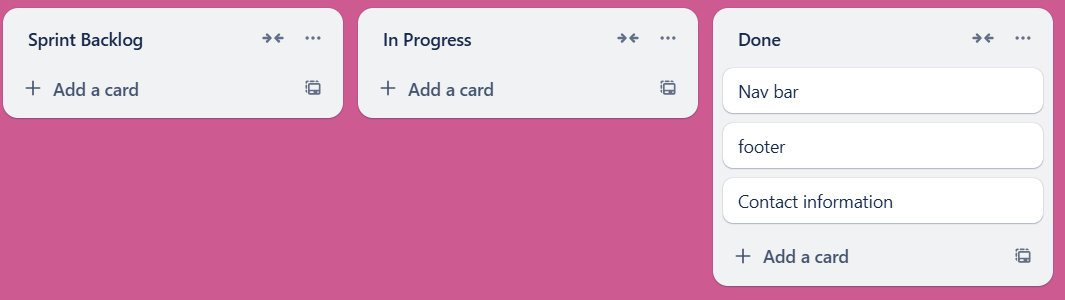 Sprint Backlog
Add a card
In Progress
Add a card
Done
Nav bar
footer
Contact information
Add a card